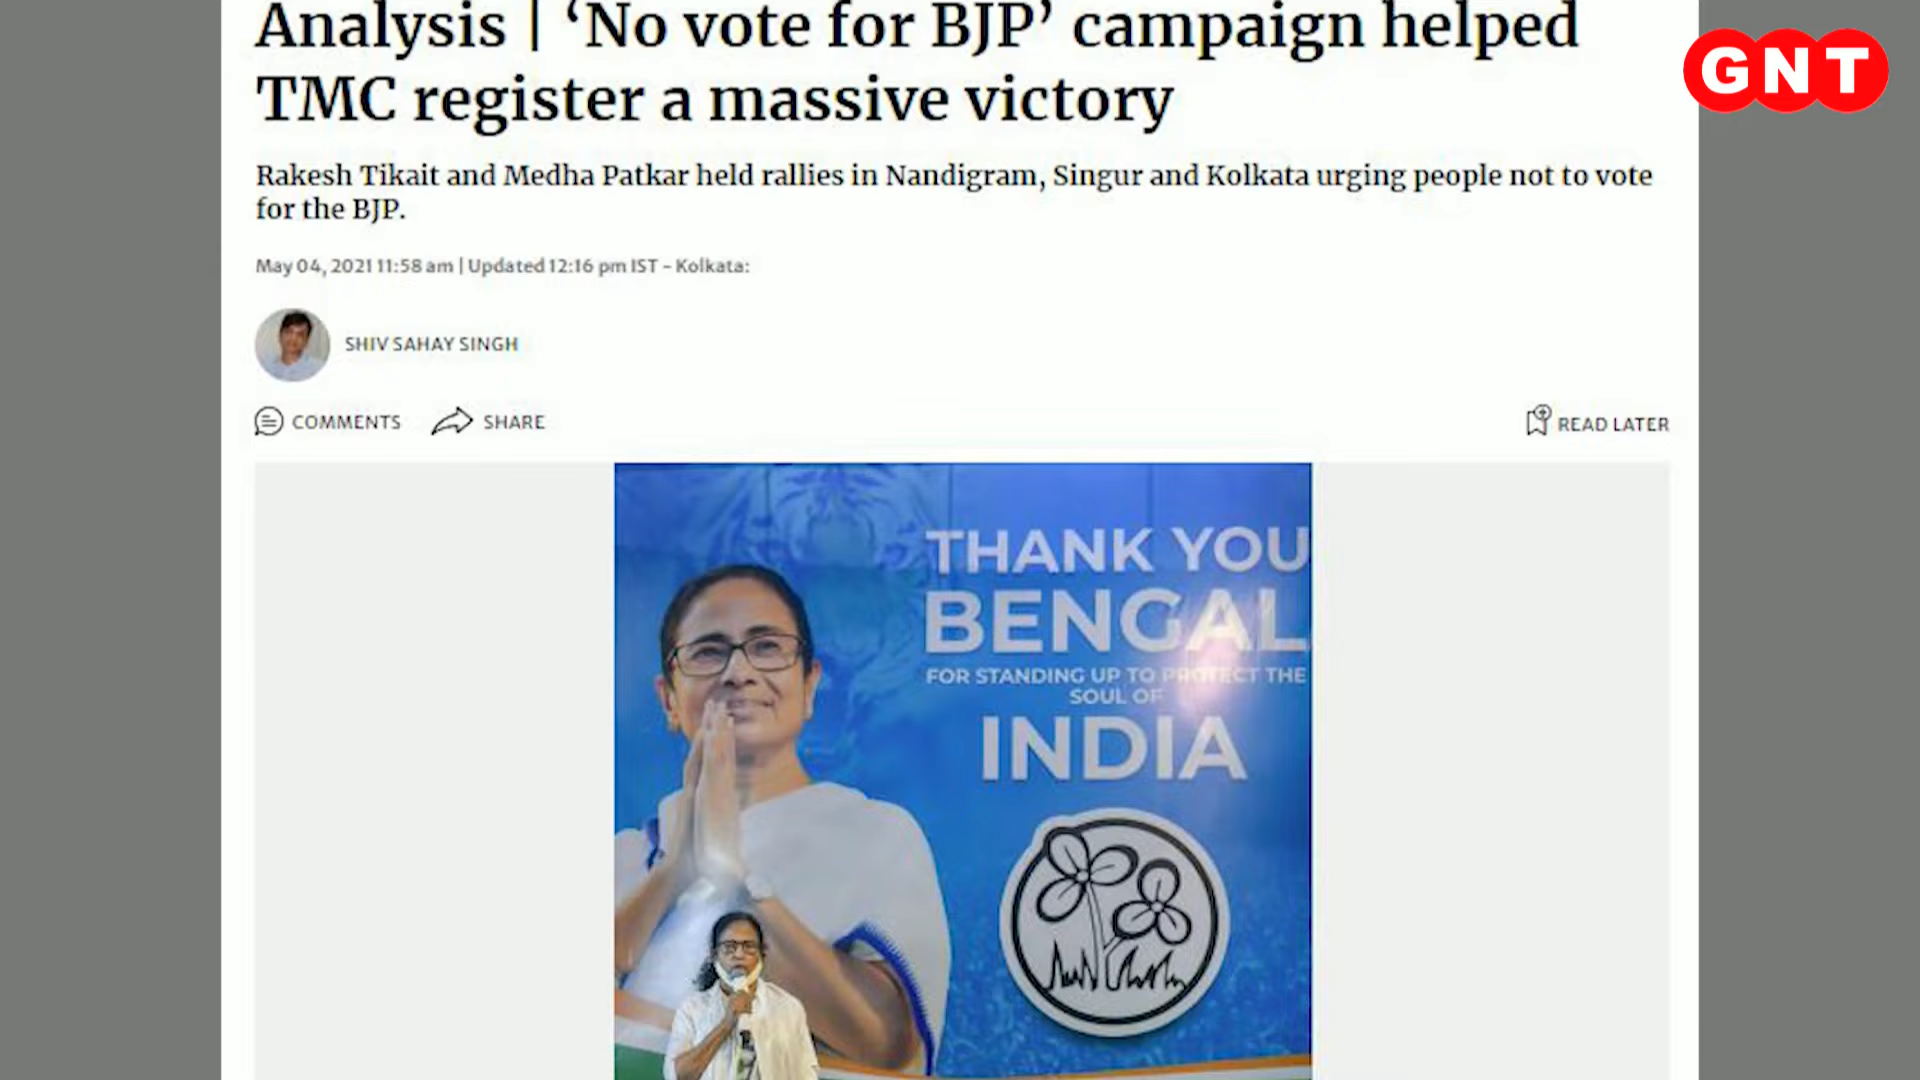 Analysis | ‘No vote for BJP’ campaign helped
TMC register a massive victory
GNT
Rakesh Tikait and Medha Patkar held rallies in Nandigram, Singur and Kolkata urging people not to vote
for the BJP.
May 04, 2021 11:58 am | Updated 12:16 pm IST - Kolkata:
SHIV SAHAY SINGH
COMMENTS
SHARE
READ LATER
THANK YOU
BENGAL
FOR STANDING UP TO PROTECT THE
SOUL OF
INDIA